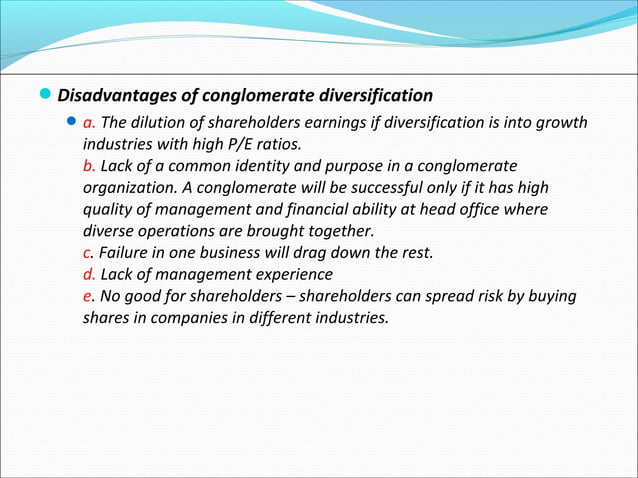 Disadvantages of conglomerate diversification
a. The dilution of shareholders earnings if diversification is into growth
industries with high P/E ratios.
b. Lack of a common identity and purpose in a conglomerate
organization. A conglomerate will be successful only if it has high
quality of management and financial ability at head office where
diverse operations are brought together.
c. Failure in one business will drag down the rest.
d. Lack of management experience
e. No good for shareholders – shareholders can spread risk by buying
shares in companies in different industries.